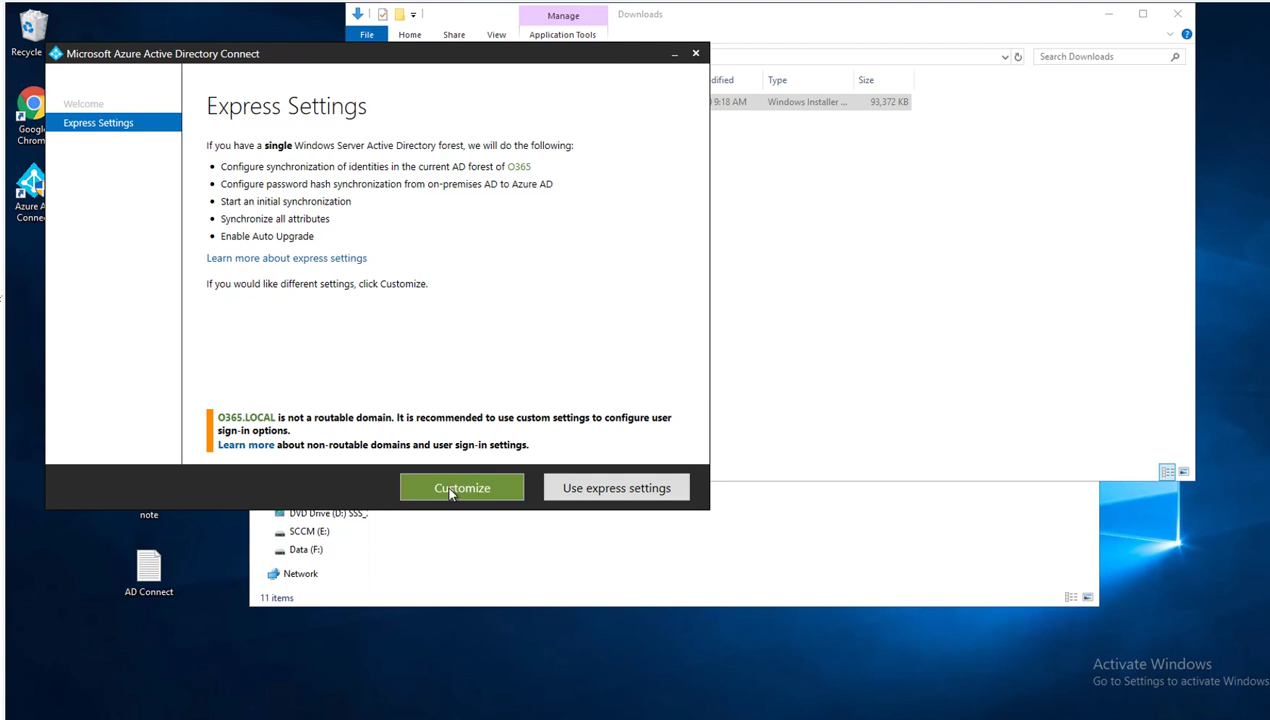 Recycle
Google
Chrom
Azure A
Conne
note
AD Connect
Manage
Downloads
File
Home
Share
View
Application Tools
Search Downloads
dified
Type
Size
9:18 AM
Windows Installer ...
93,372 KB
Microsoft Azure Active Directory Connect
Welcome
Express Settings
Express Settings
If you have a single Windows Server Active Directory forest, we will do the following:
• Configure synchronization of identities in the current AD forest of O365
• Configure password hash synchronization from on-premises AD to Azure AD
• Start an initial synchronization
• Synchronize all attributes
• Enable Auto Upgrade
Learn more about express settings
If you would like different settings, click Customize.
O365.LOCAL is not a routable domain. It is recommended to use custom settings to configure user
sign-in options.
Learn more about non-routable domains and user sign-in settings.
Customize
Use express settings
DVD Drive (D:) SSS_
SCCM (E:)
Data (F:)
Network
11 items
Activate Windows
Go to Settings to activate Windows